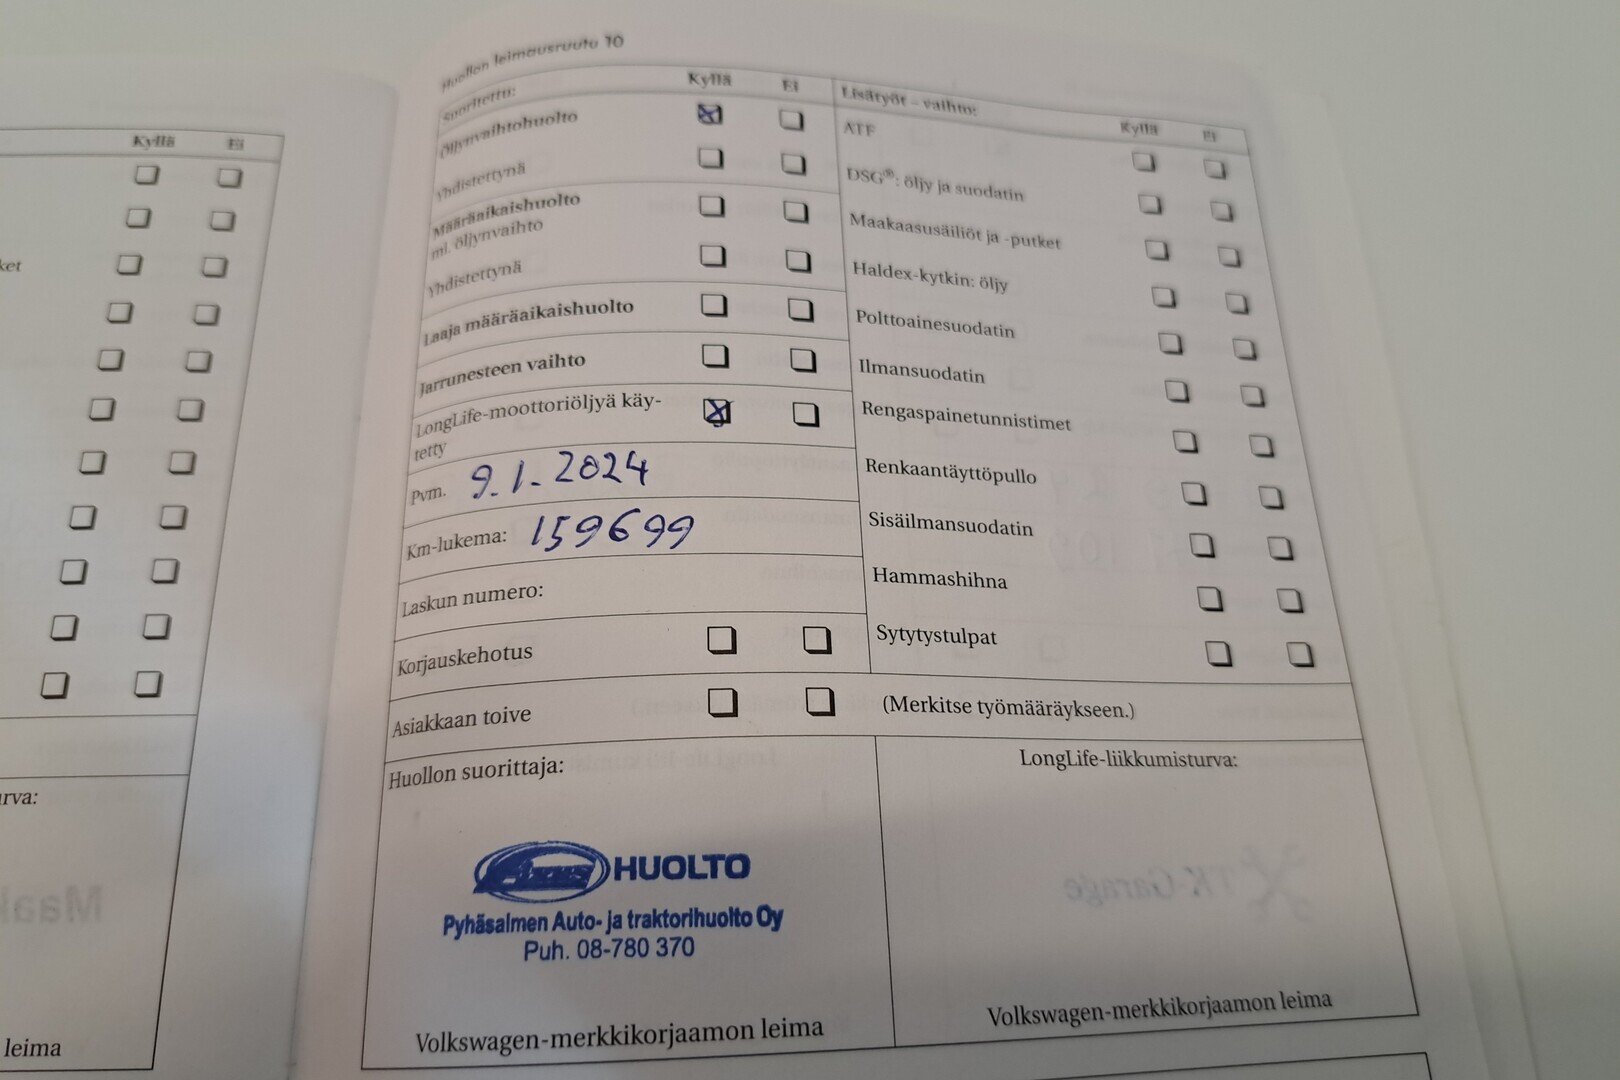 Kyllä Ei
ket
rva:
leima
Huollon leimausruutu 10
Suoritettu: Kyllä Ei
Öljynvaihtohuolto
Yhdistettynä
Määräaikaishuolto
ml. öljynvaihto
Yhdistettynä
Laaja määräaikaishuolto
Jarrunesteen vaihto
LongLife-moottoriöljyä käy-
tetty
Pvm. 9.1.2024
Km-lukema: 159699
Laskun numero:
Korjauskehotus
Asiakkaan toive (Merkitse työmääräykseen.)
Lisätyöt – vaihto: Kyllä Ei
ATF
DSG®: öljy ja suodatin
Maakaasusäiliöt ja -putket
Haldex-kytkin: öljy
Polttoainesuodatin
Ilmansuodatin
Rengaspainetunnistimet
Renkaantäyttöpullo
Sisäilmansuodatin
Hammashihna
Sytytystulpat
Huollon suorittaja:
Axus HUOLTO
Pyhäsalmen Auto- ja traktorihuolto Oy
Puh. 08-780 370
Volkswagen-merkkikorjaamon leima
LongLife-liikkumisturva:
TK-Garage
Volkswagen-merkkikorjaamon leima